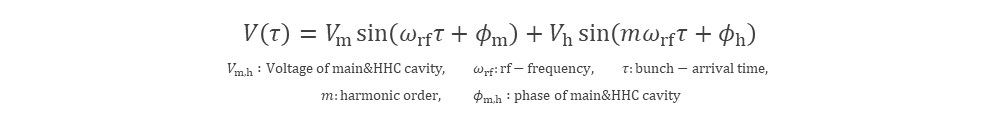 V(τ) = V_m sin(ω_rf τ + ϕ_m) + V_h sin(mω_rf τ + ϕ_h)
V_m,h : Voltage of main&HHC cavity, ω_rf: rf − frequency, τ: bunch − arrival time,
m: harmonic order, ϕ_m,h : phase of main&HHC cavity